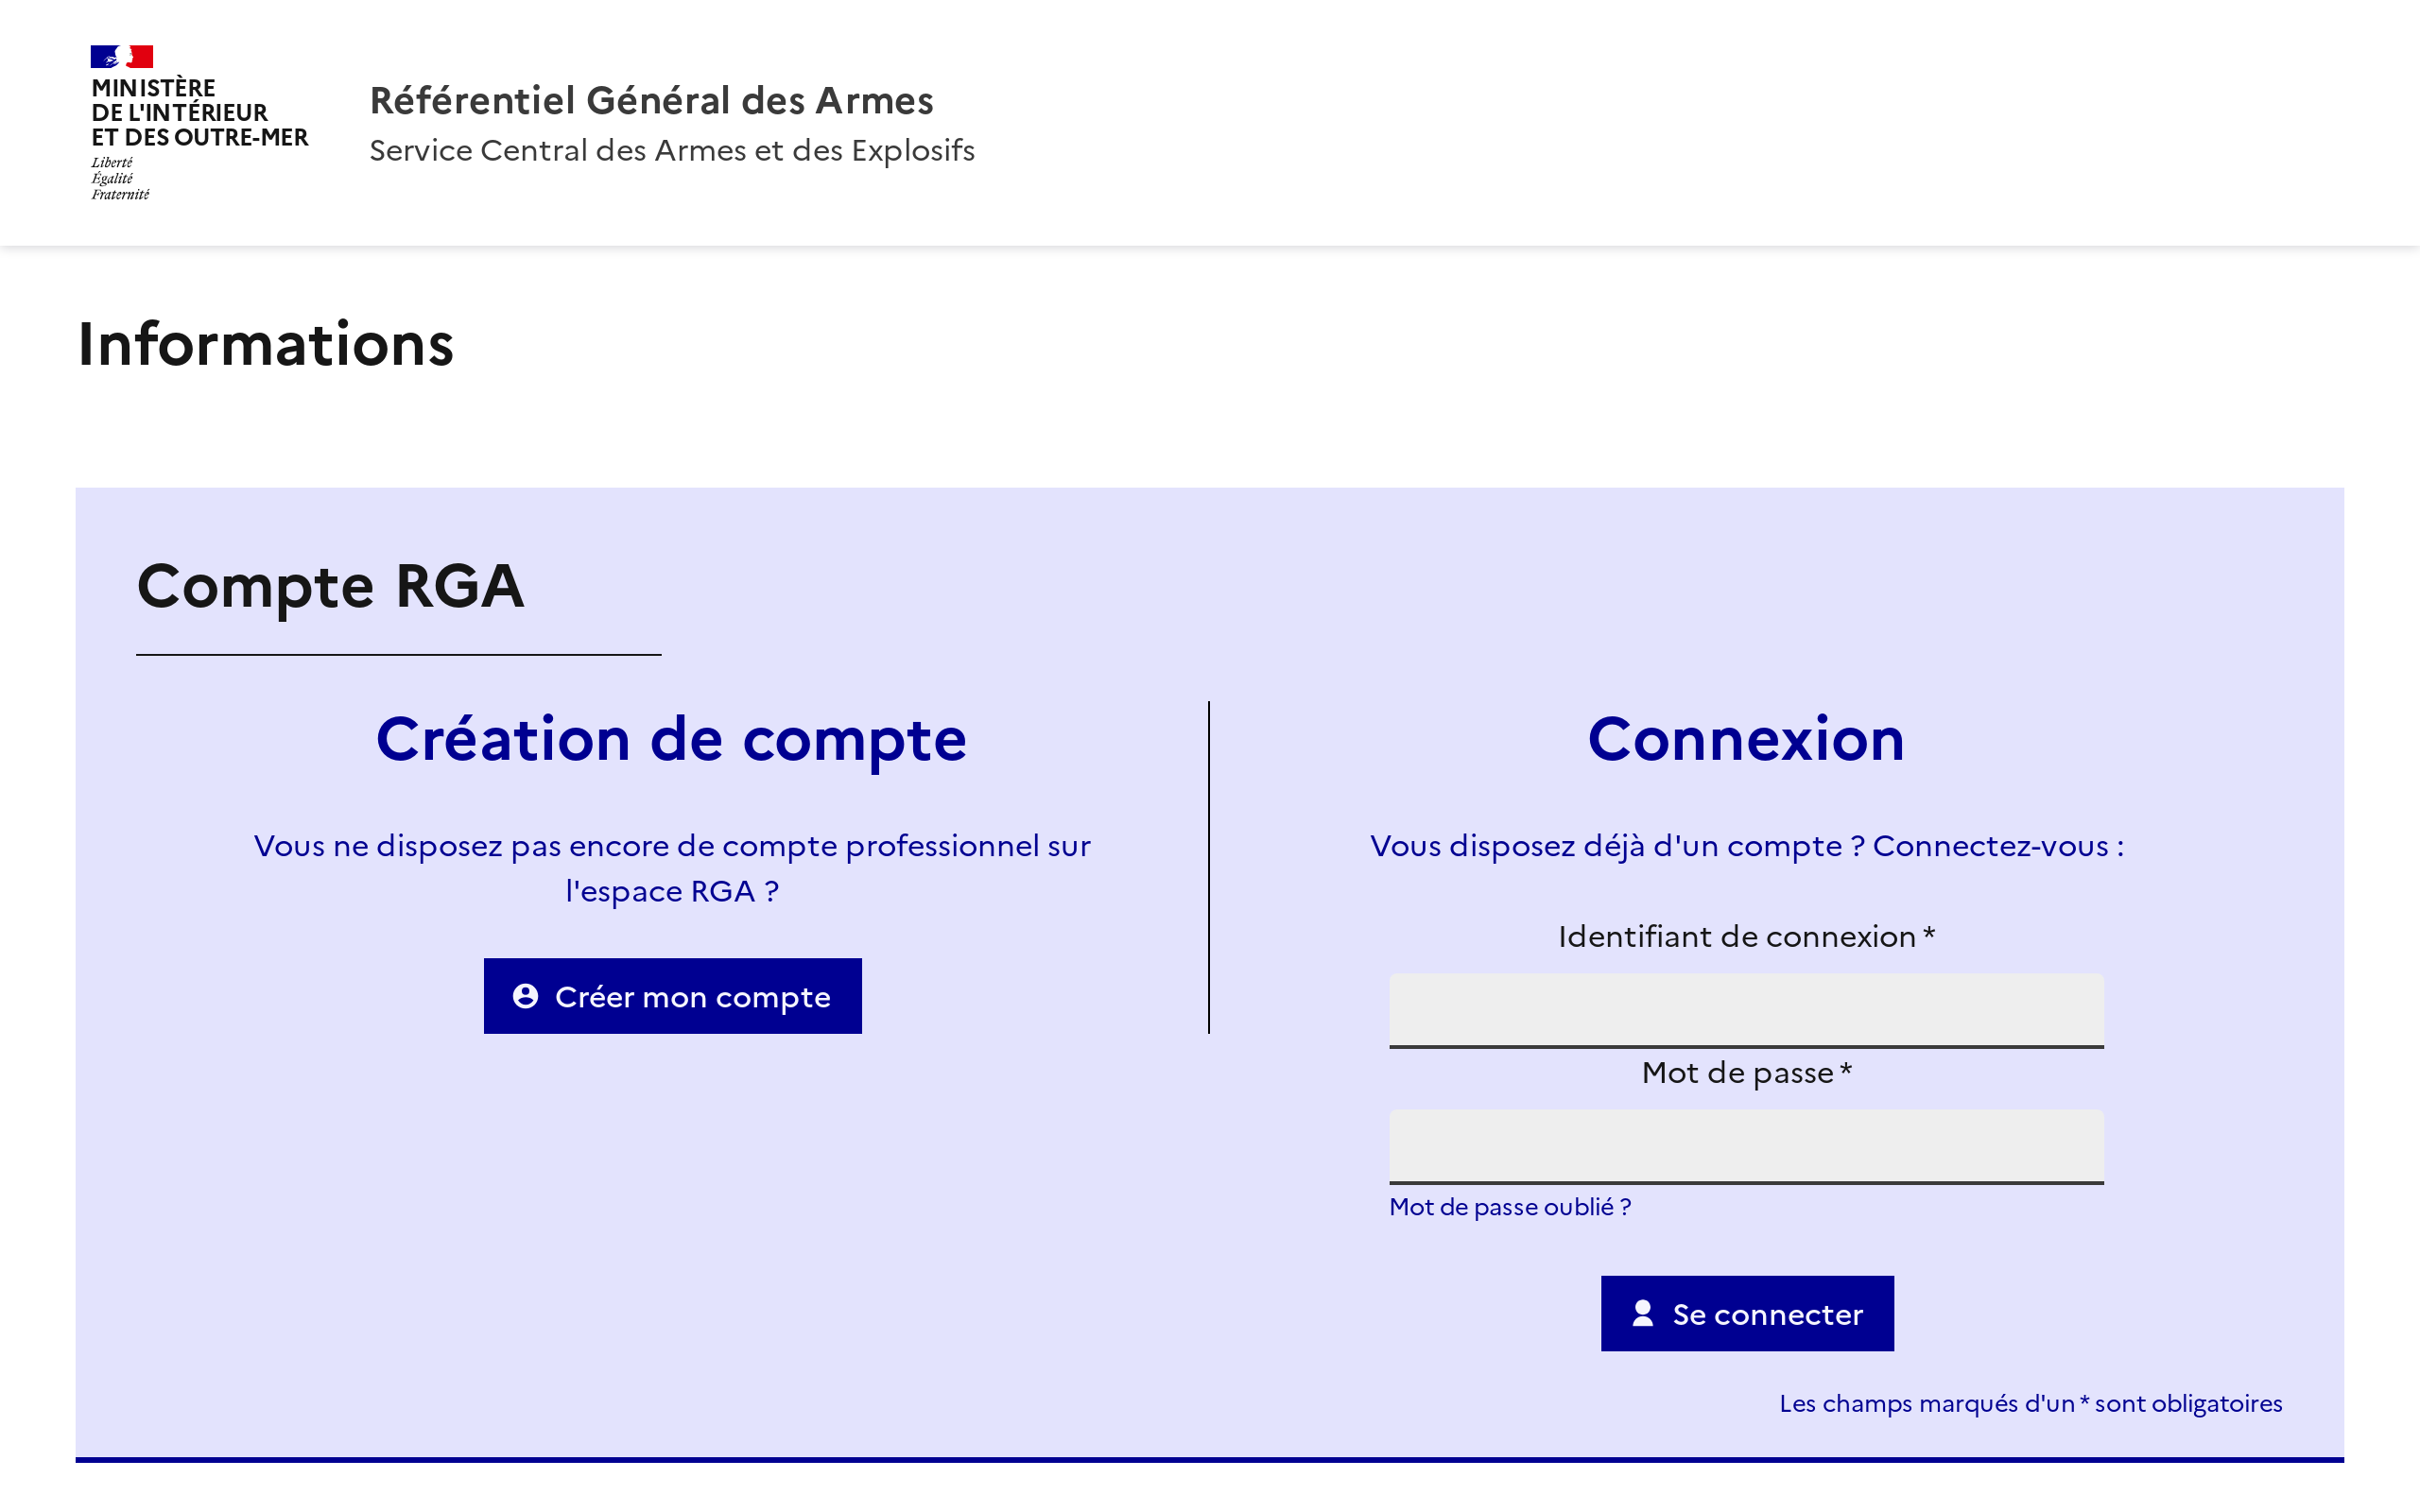 MINISTÈRE
DE L'INTÉRIEUR
ET DES OUTRE-MER
Liberté
Égalité
Fraternité
Référentiel Général des Armes
Service Central des Armes et des Explosifs
Informations
Compte RGA
Création de compte
Vous ne disposez pas encore de compte professionnel sur
l'espace RGA ?
Créer mon compte
Connexion
Vous disposez déjà d'un compte ? Connectez-vous :
Identifiant de connexion *
Mot de passe *
Mot de passe oublié ?
Se connecter
Les champs marqués d'un * sont obligatoires